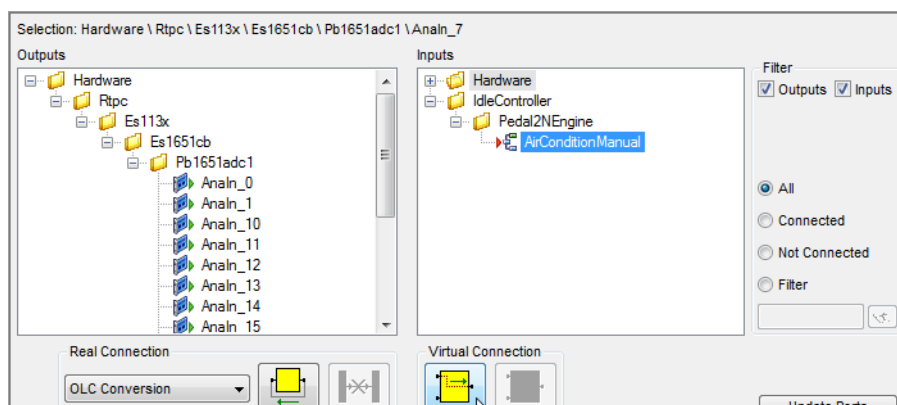 Selection: Hardware \ Rtpc \ Es113x \ Es1651cb \ Pb1651adc1 \ AnaIn_7
Outputs
Hardware
Rtpc
Es113x
Es1651cb
Pb1651adc1
AnaIn_0
AnaIn_1
AnaIn_10
AnaIn_11
AnaIn_12
AnaIn_13
AnaIn_14
AnaIn_15
Inputs
Hardware
IdleController
Pedal2NEngine
AirConditionManual
Filter
Outputs Inputs
All
Connected
Not Connected
Filter
Real Connection
OLC Conversion
Virtual Connection
Update Ports